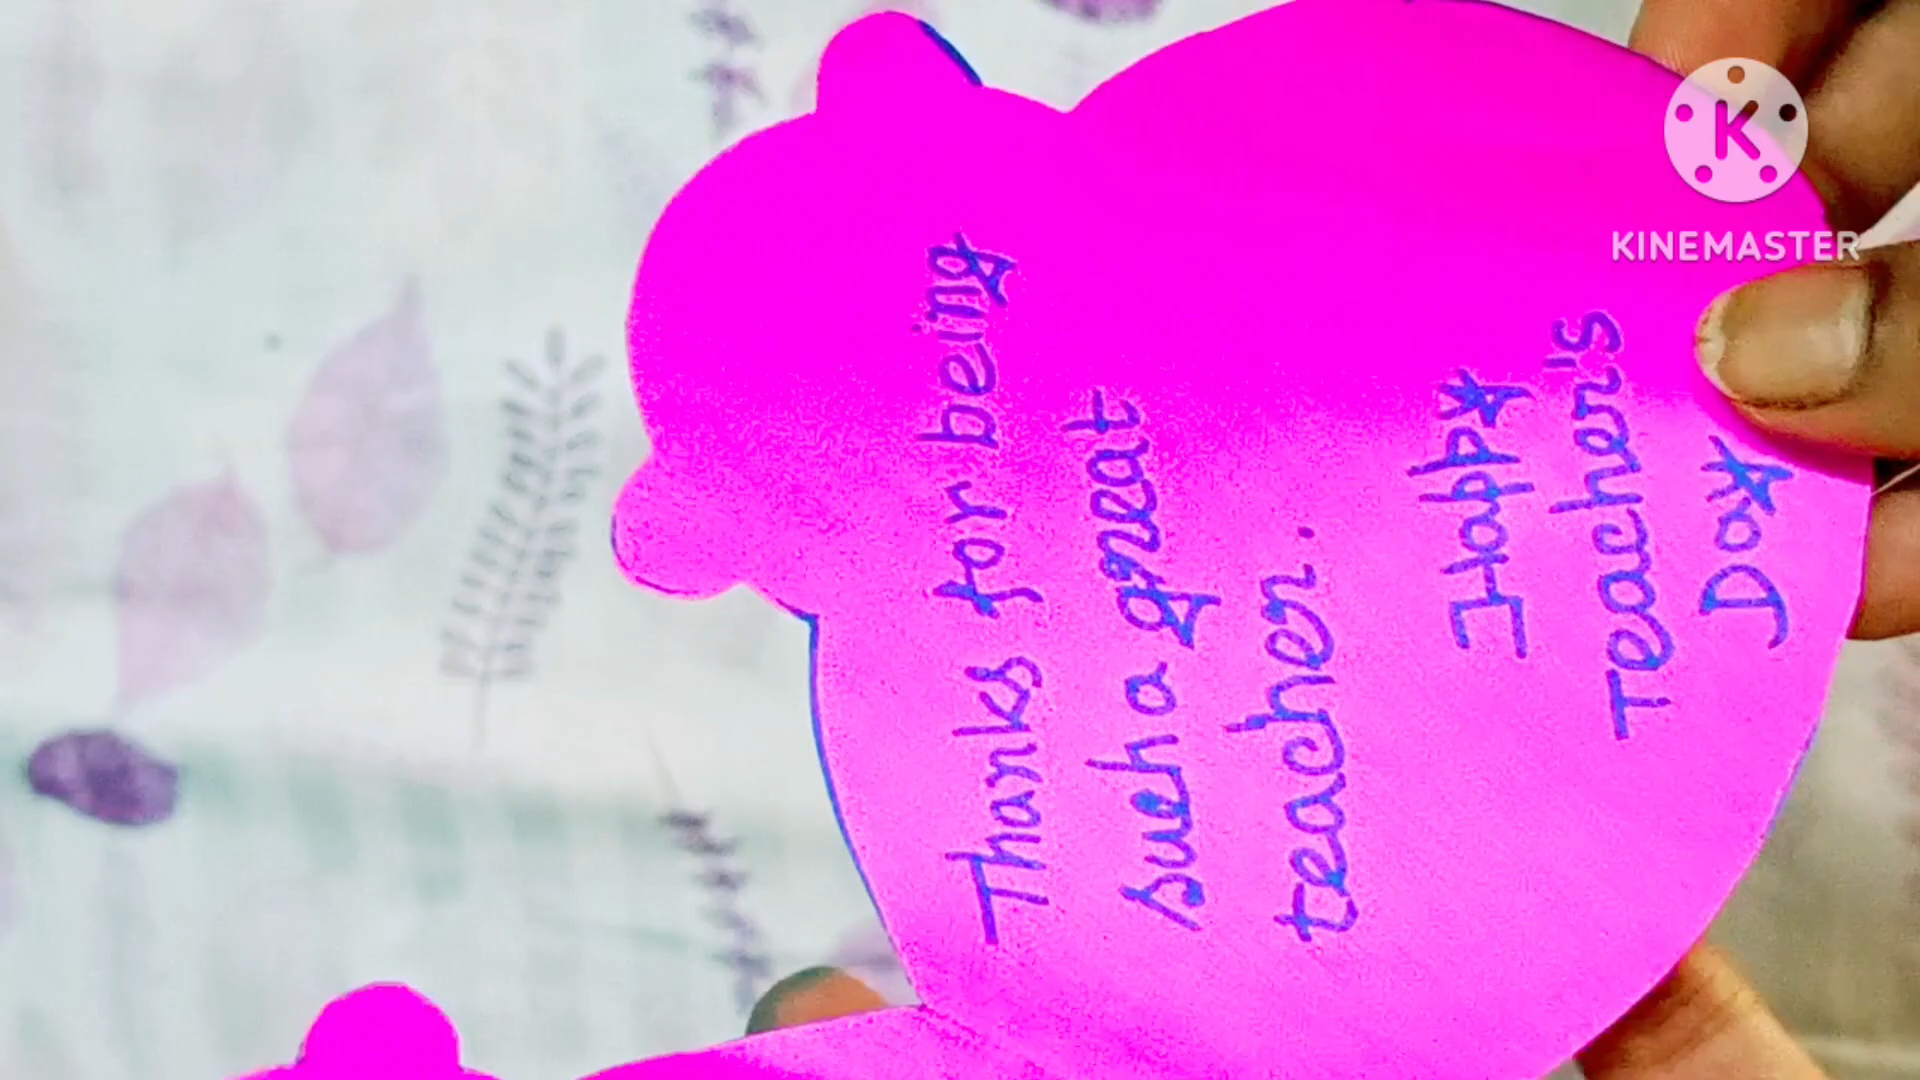 Thanks for being
such a great
teacher.
Happy
Teacher's
Day
KINEMASTER